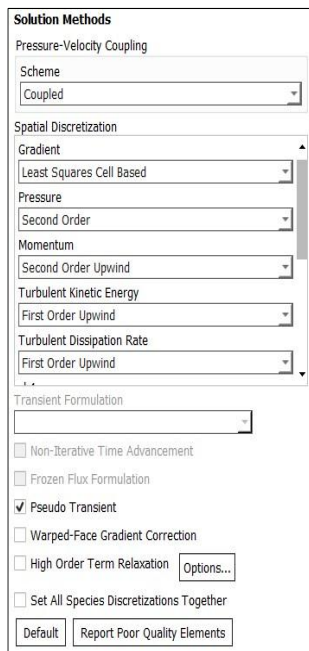 Solution Methods
Pressure-Velocity Coupling
Scheme
Coupled
Spatial Discretization
Gradient
Least Squares Cell Based
Pressure
Second Order
Momentum
Second Order Upwind
Turbulent Kinetic Energy
First Order Upwind
Turbulent Dissipation Rate
First Order Upwind
Transient Formulation
Non-Iterative Time Advancement
Frozen Flux Formulation
Pseudo Transient
Warped-Face Gradient Correction
High Order Term Relaxation Options...
Set All Species Discretizations Together
Default Report Poor Quality Elements